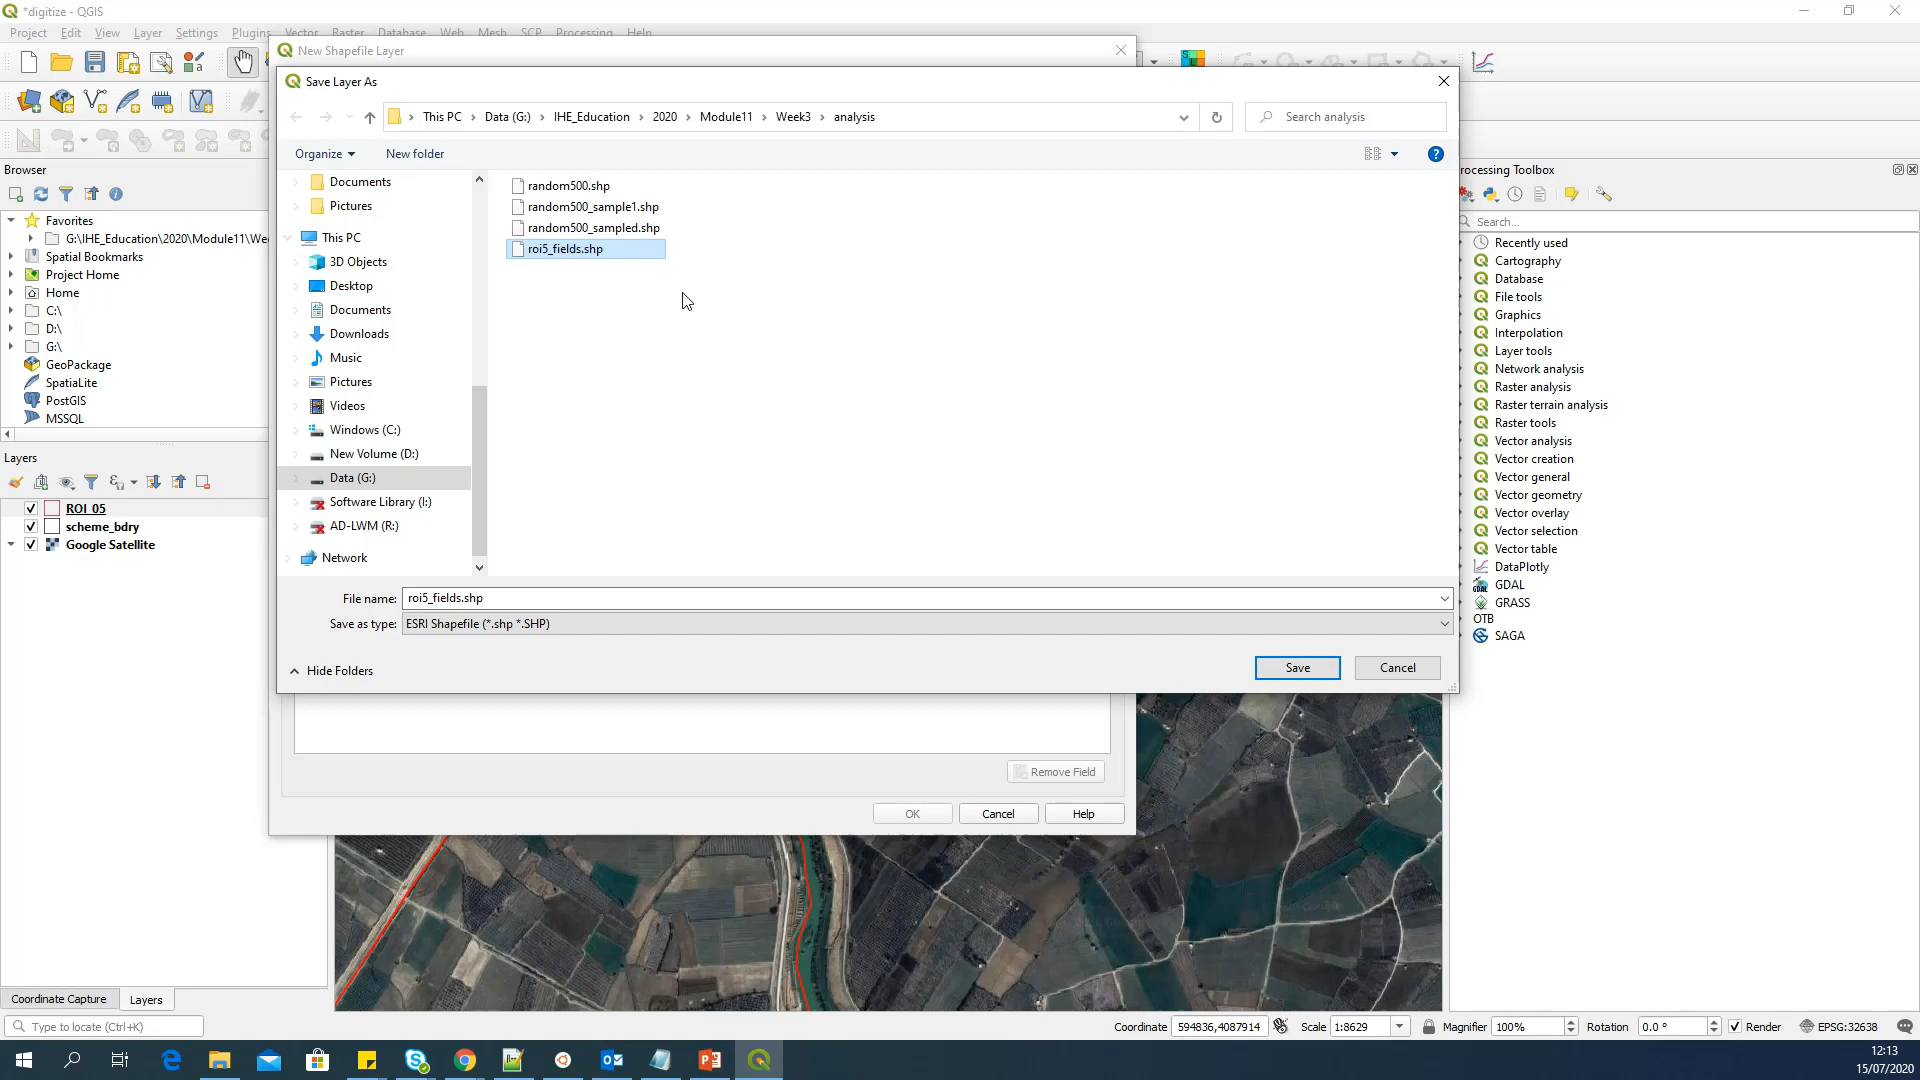 *digitize - QGIS
Project Edit View Layer Settings Plugins Vector Raster Database Web Mesh SCP Processing Help
New Shapefile Layer
Save Layer As
This PC > Data (G:) > IHE_Education > 2020 > Module11 > Week3 > analysis
Search analysis
Organize
New folder
Documents
Pictures
This PC
3D Objects
Desktop
Documents
Downloads
Music
Pictures
Videos
Windows (C:)
New Volume (D:)
Data (G:)
Software Library (I:)
AD-LWM (R:)
Network
random500.shp
random500_sample1.shp
random500_sampled.shp
roi5_fields.shp
File name: roi5_fields.shp
Save as type: ESRI Shapefile (*.shp *.SHP)
Hide Folders
Save
Cancel
Remove Field
OK
Cancel
Help
Browser
Favorites
G:\IHE_Education\2020\Module11\We
Spatial Bookmarks
Project Home
Home
C:\
D:\
G:\
GeoPackage
SpatiaLite
PostGIS
MSSQL
Layers
ROI_05
scheme_bdry
Google Satellite
Coordinate Capture
Layers
rocessing Toolbox
Search...
Recently used
Cartography
Database
File tools
Graphics
Interpolation
Layer tools
Network analysis
Raster analysis
Raster terrain analysis
Raster tools
Vector analysis
Vector creation
Vector general
Vector geometry
Vector overlay
Vector selection
Vector table
DataPlotly
GDAL
GRASS
OTB
SAGA
Type to locate (Ctrl+K)
Coordinate 594836,4087914
Scale 1:8629
Magnifier 100%
Rotation 0.0 °
Render
EPSG:32638
12:13
15/07/2020